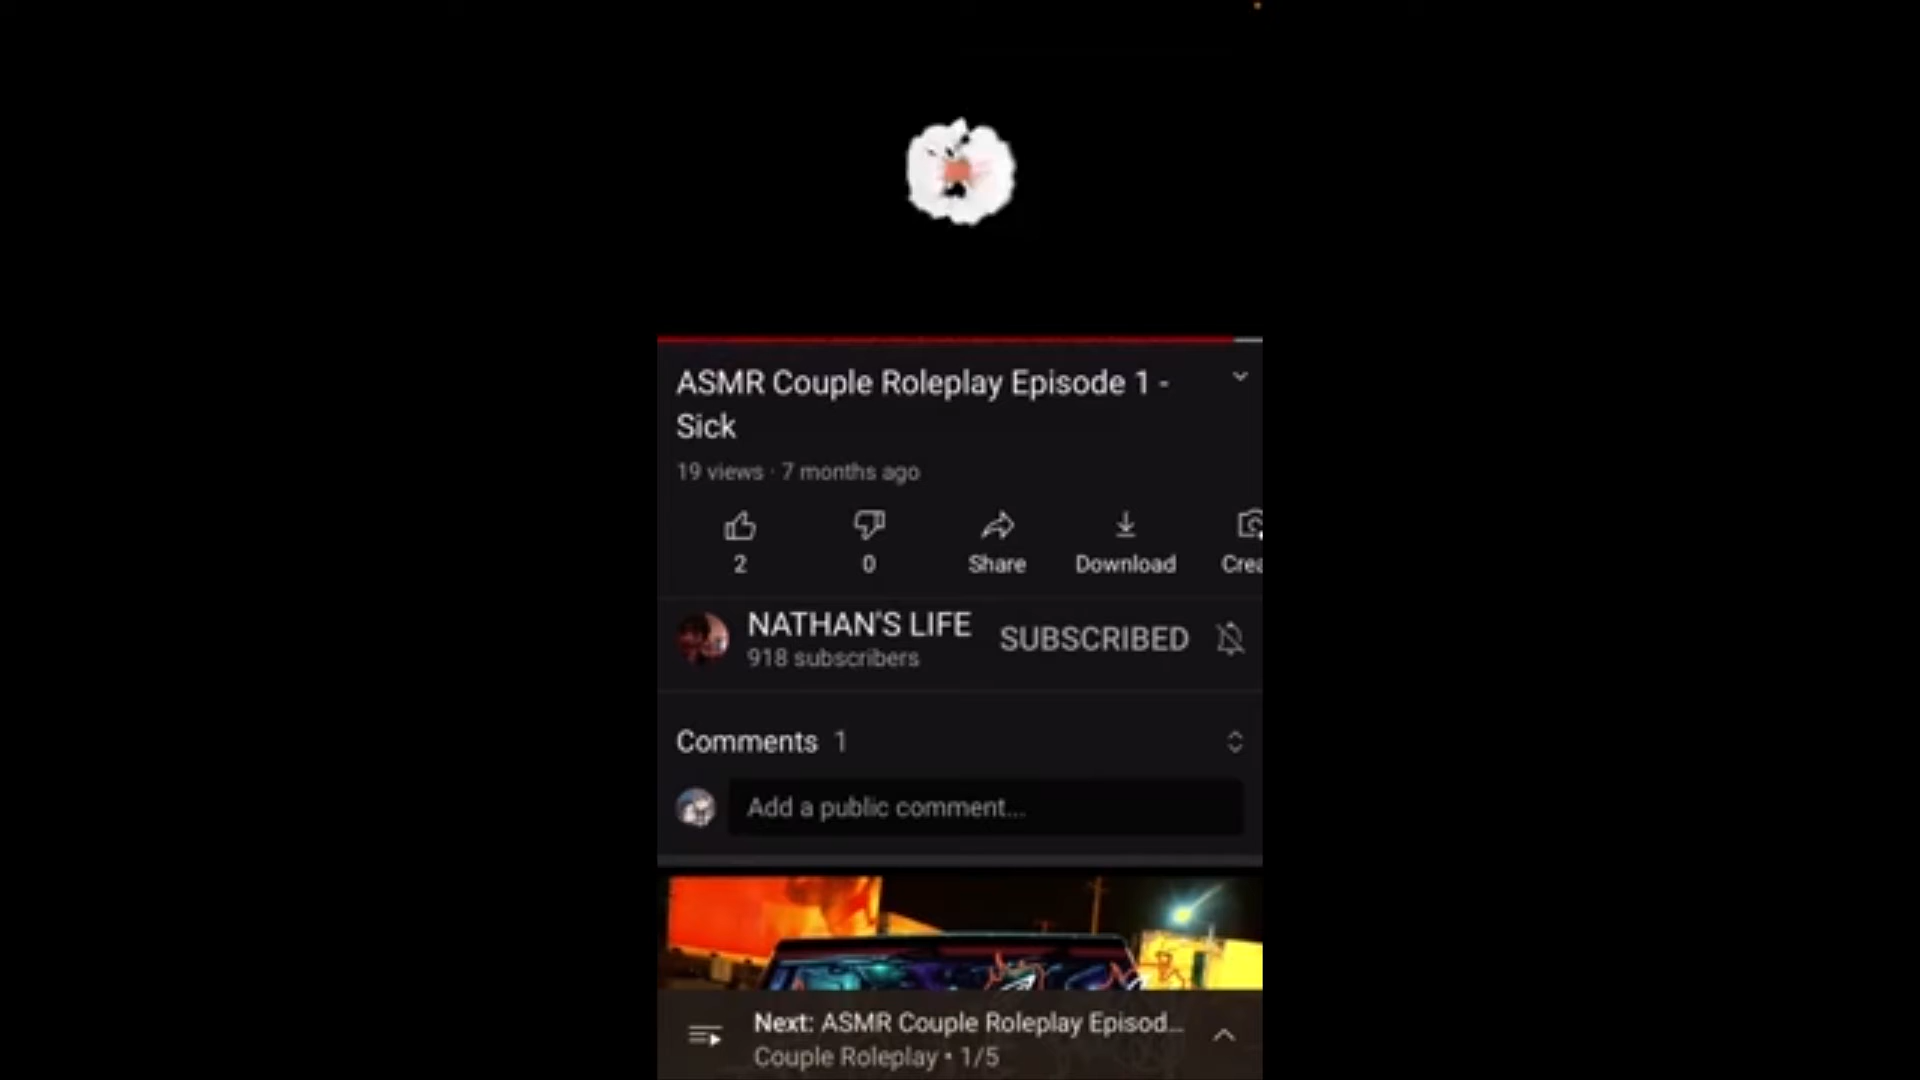 ASMR Couple Roleplay Episode 1 -
Sick
19 views · 7 months ago
2
0
Share
Download
Crea
NATHAN'S LIFE
918 subscribers
SUBSCRIBED
Comments 1
Add a public comment...
Next: ASMR Couple Roleplay Episod...
Couple Roleplay • 1/5